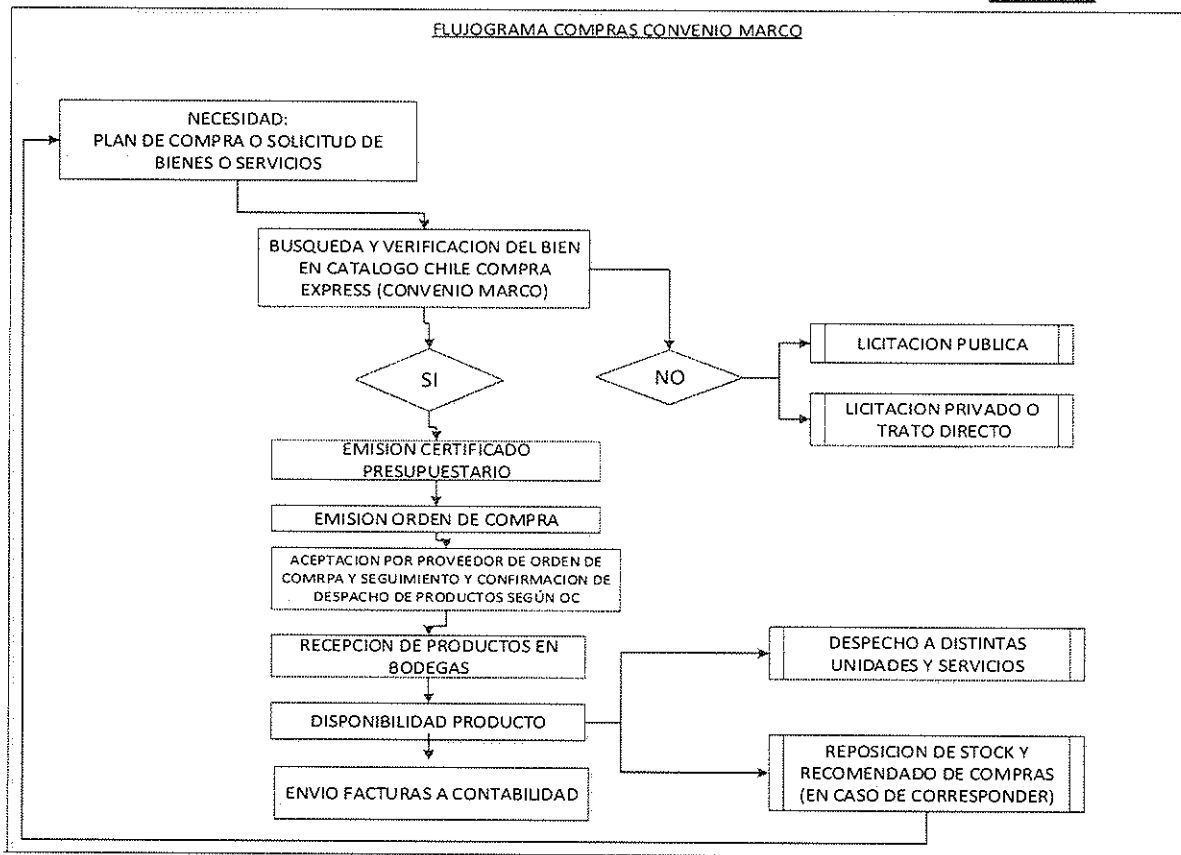 FLUJOGRAMA COMPRAS CONVENIO MARCO
NECESIDAD:
PLAN DE COMPRA O SOLICITUD DE
BIENES O SERVICIOS
BUSQUEDA Y VERIFICACION DEL BIEN
EN CATALOGO CHILE COMPRA
EXPRESS (CONVENIO MARCO)
SI
NO
LICITACION PUBLICA
LICITACION PRIVADO O
TRATO DIRECTO
EMISION CERTIFICADO
PRESUPUESTARIO
EMISION ORDEN DE COMPRA
ACEPTACION POR PROVEEDOR DE ORDEN DE
COMRPA Y SEGUIMIENTO Y CONFIRMACION DE
DESPACHO DE PRODUCTOS SEGÚN OC
RECEPCION DE PRODUCTOS EN
BODEGAS
DESPECHO A DISTINTAS
UNIDADES Y SERVICIOS
DISPONIBILIDAD PRODUCTO
REPOSICION DE STOCK Y
RECOMENDADO DE COMPRAS
(EN CASO DE CORRESPONDER)
ENVIO FACTURAS A CONTABILIDAD